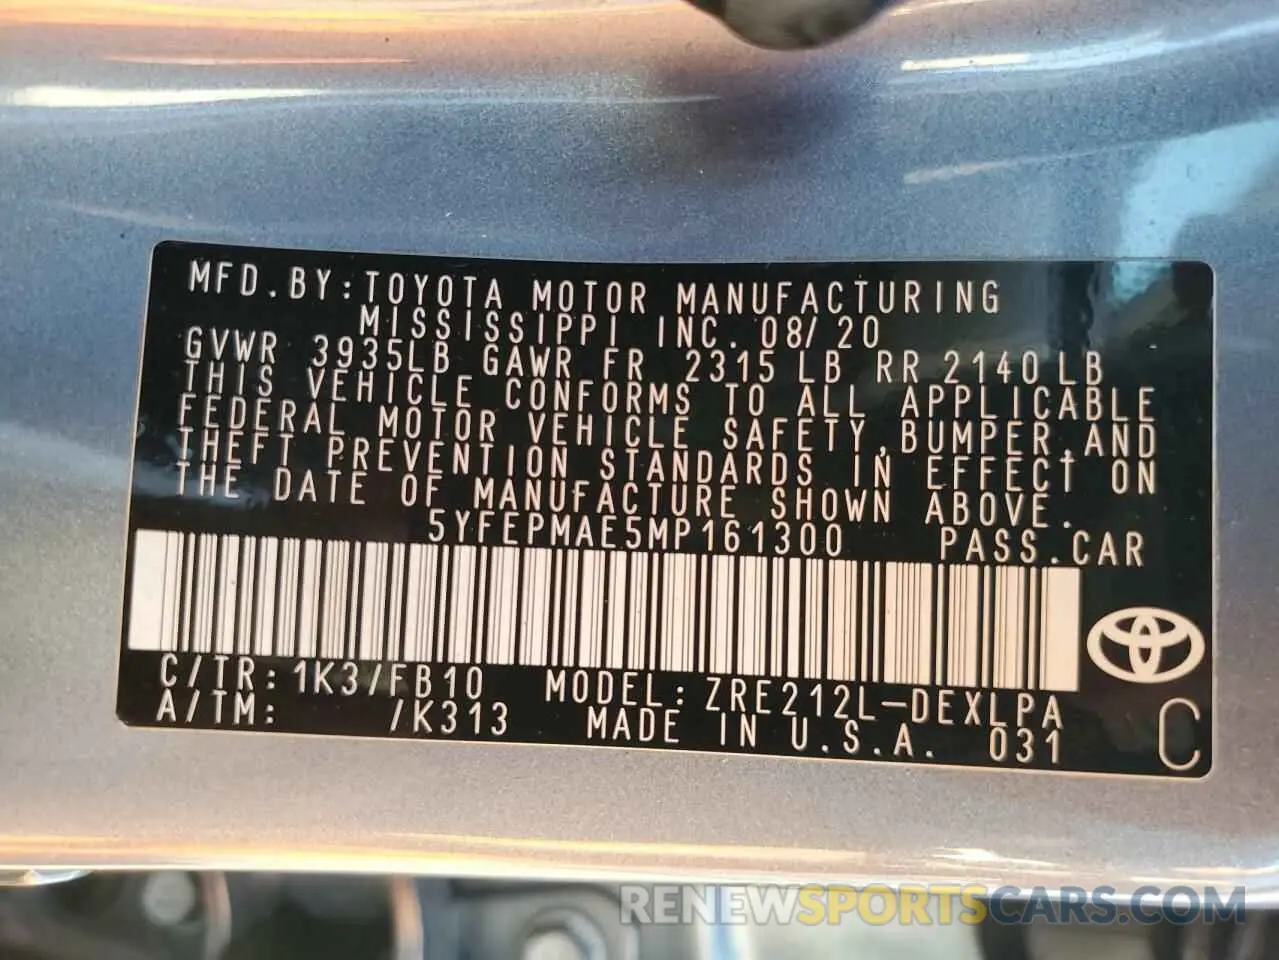 MFD.BY:TOYOTA MOTOR MANUFACTURING
MISSISSIPPI INC. 08/20
GVWR 3935LB GAWR FR 2315 LB RR 2140LB
THIS VEHICLE CONFORMS TO ALL APPLICABLE
FEDERAL MOTOR VEHICLE SAFETY,BUMPER,AND
THEFT PREVENTION STANDARDS IN EFFECT ON
THE DATE OF MANUFACTURE SHOWN ABOVE.
5YFEPMAE5MP161300 PASS.CAR
C/TR:1K3/FB10 MODEL:ZRE212L-DEXLPA
A/TM: /K313 MADE IN U.S.A. 031 C
RENEWSPORTSCARS.COM